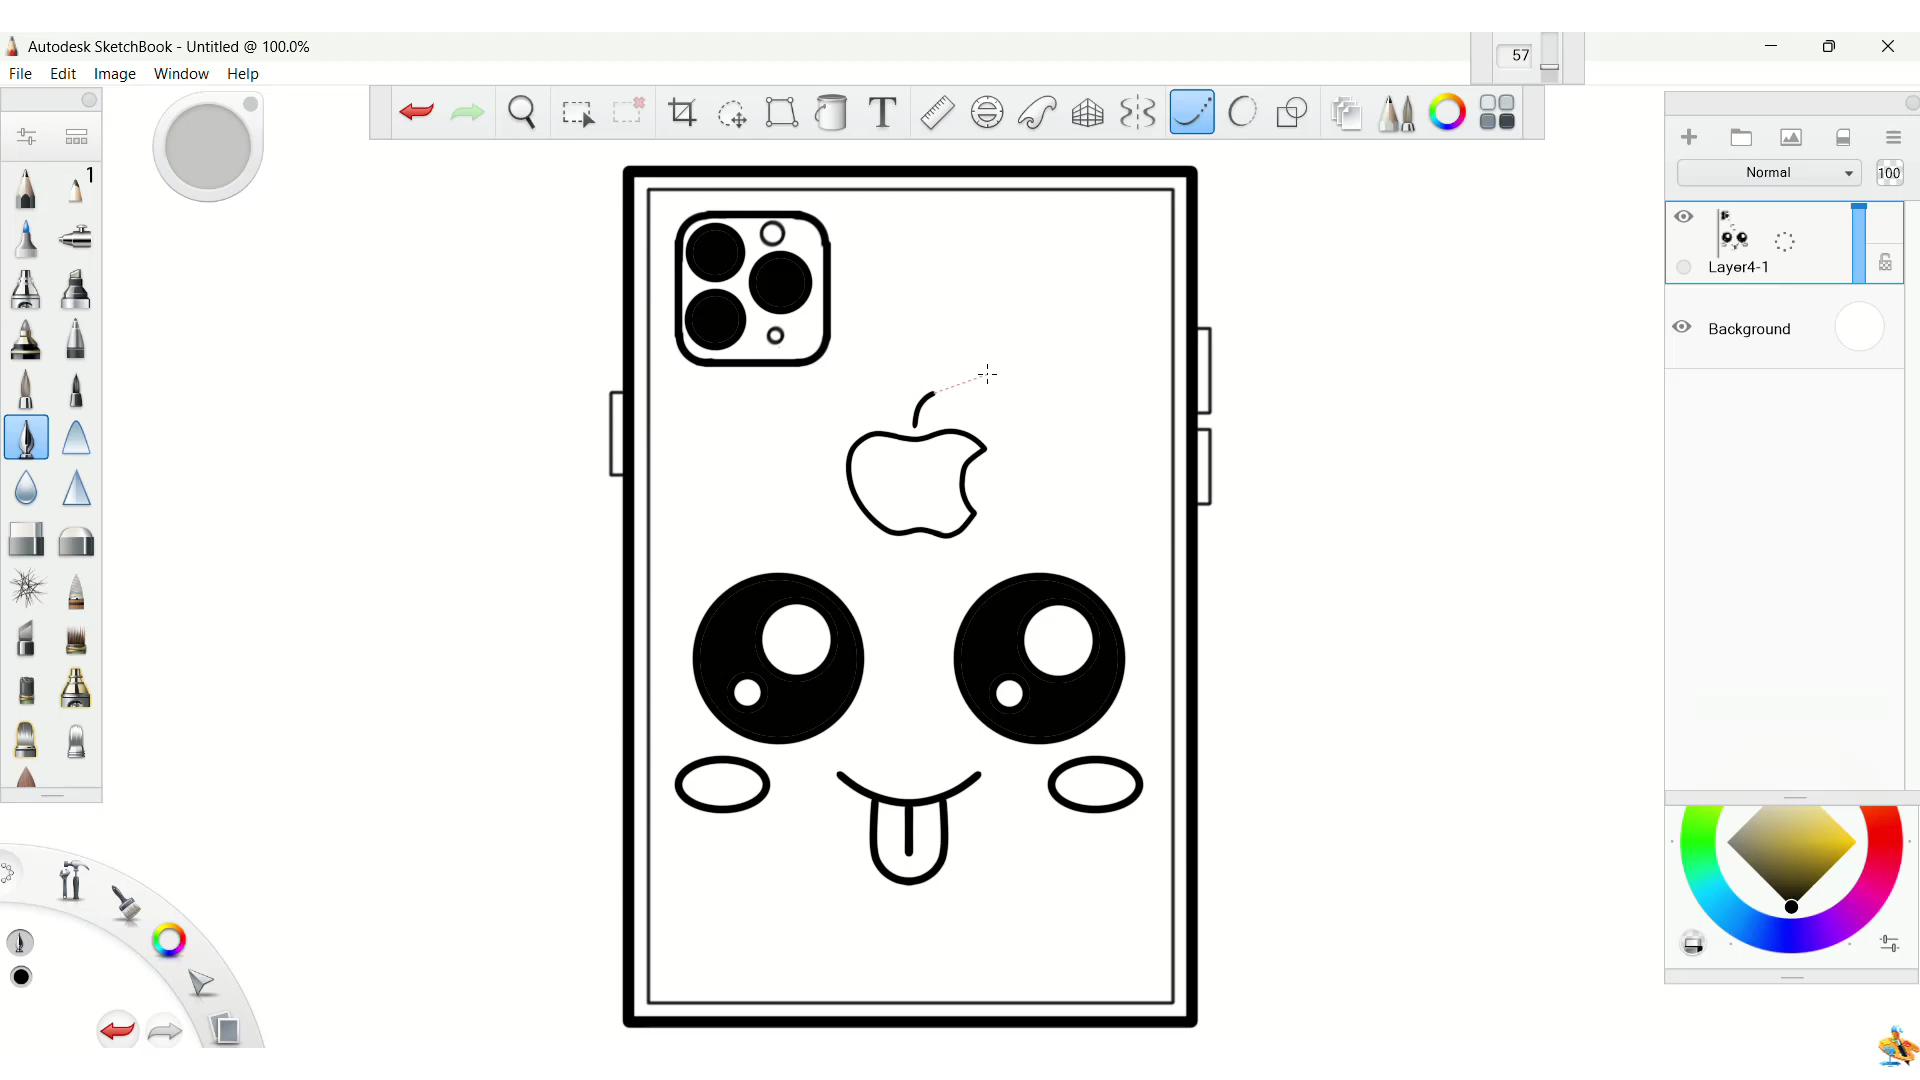 Autodesk SketchBook - Untitled @ 100.0%
57
File Edit Image Window Help
T
1
Normal
100
Layer4-1
Background